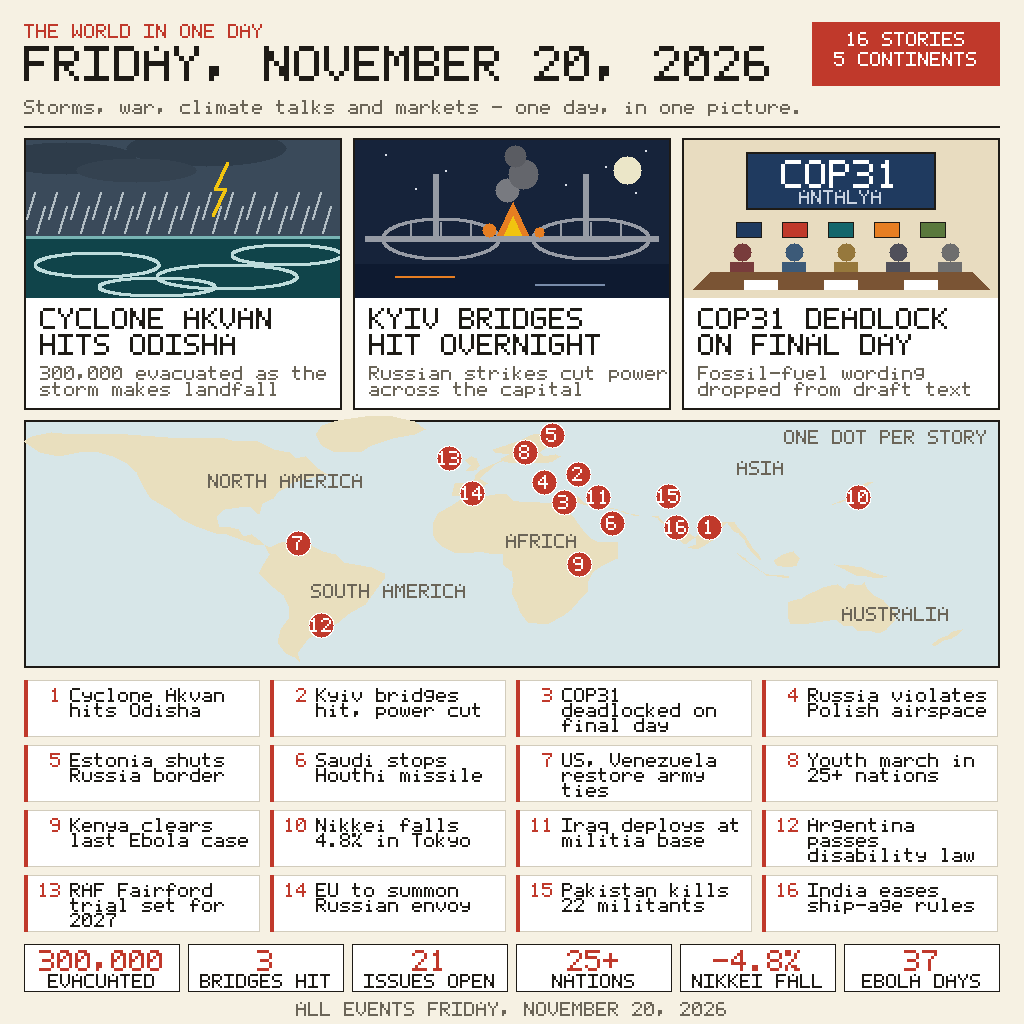 THE WORLD IN ONE DAY
FRIDAY, NOVEMBER 20, 2026
16 STORIES
5 CONTINENTS
Storms, war, climate talks and markets - one day, in one picture.
COP31
ANTALYA
CYCLONE AKVAN
HITS ODISHA
300,000 evacuated as the
storm makes landfall
KYIV BRIDGES
HIT OVERNIGHT
Russian strikes cut power
across the capital
COP31 DEADLOCK
ON FINAL DAY
Fossil-fuel wording
dropped from draft text
ONE DOT PER STORY
5
13
8
ASIA
NORTH AMERICA
2
4
14
3
11
15
10
6
16
1
7
AFRICA
9
SOUTH AMERICA
12
AUSTRALIA
1 Cyclone Akvan
hits Odisha
2 Kyiv bridges
hit, power cut
3 COP31
deadlocked on
final day
4 Russia violates
Polish airspace
5 Estonia shuts
Russia border
6 Saudi stops
Houthi missile
7 US, Venezuela
restore army
ties
8 Youth march in
25+ nations
9 Kenya clears
last Ebola case
10 Nikkei falls
4.8% in Tokyo
11 Iraq deploys at
militia base
12 Argentina
passes
disability law
13 RAF Fairford
trial set for
2027
14 EU to summon
Russian envoy
15 Pakistan kills
22 militants
16 India eases
ship-age rules
300,000
EVACUATED
3
BRIDGES HIT
21
ISSUES OPEN
25+
NATIONS
-4.8%
NIKKEI FALL
37
EBOLA DAYS
ALL EVENTS FRIDAY, NOVEMBER 20, 2026